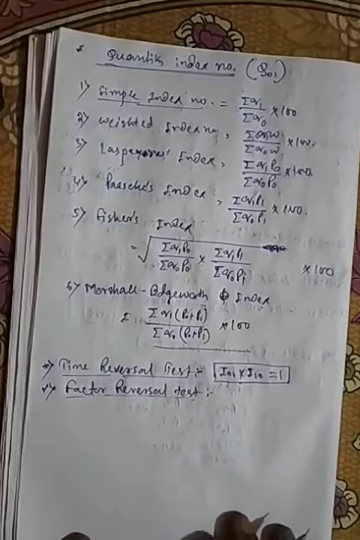 * Quantity index no. (Q01)
1) Simple Index no. = Σq1/Σq0 × 100
2) Weighted Index no, = Σq1w/Σq0w × 100.
3) Laspeyres' Index, = Σq1P0/Σq0P0 × 100
4) Paasche's Index, = Σq1P1/Σq0P1 × 100.
5) Fisher's Index
= √ Σq1P0/Σq0P0 × Σq1P1/Σq0P1 × 100
6) Marshall-Edgeworth Q Index
Σ Σq1(P0+P1)/Σq0(P0+P1) × 100
*) Time Reversal Test:- I01 × I10 = 1
*) Factor Reversal test:-